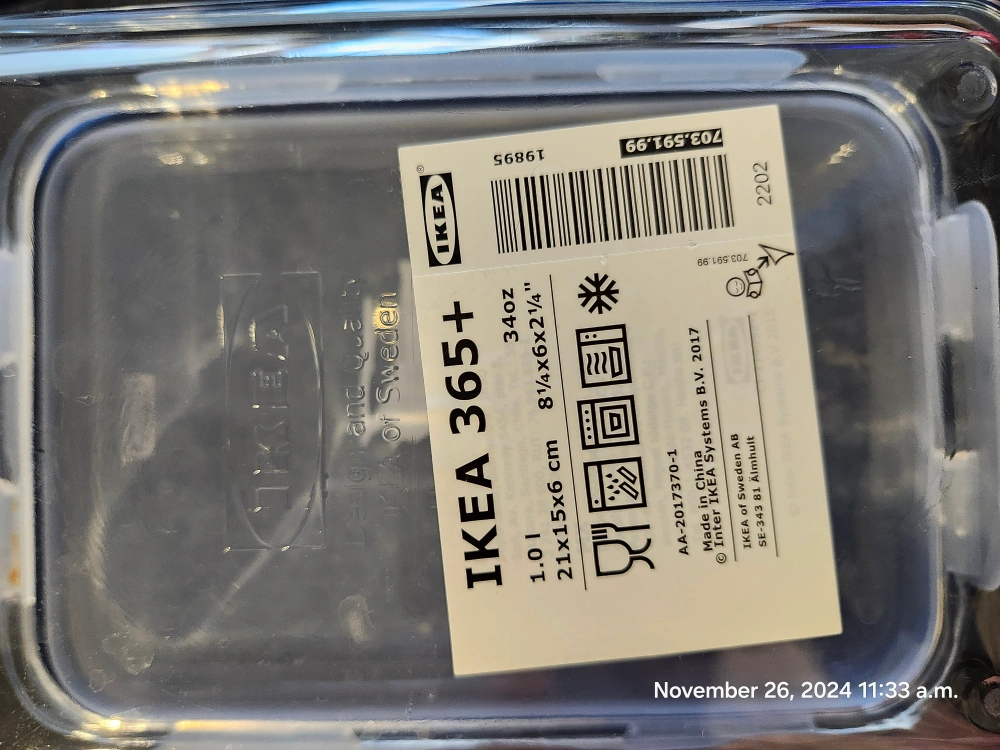 IKEA
®
IKEA 365+
1.0 l 34oz
21x15x6 cm 8¼x6x2¼"
AA-2017370-1
Made in China
© Inter IKEA Systems B.V. 2017
IKEA of Sweden AB
SE-343 81 Älmhult
19895
703.591.99
2202
703.591.99
IKEA
Design and Quality
IKEA of Sweden
November 26, 2024 11:33 a.m.